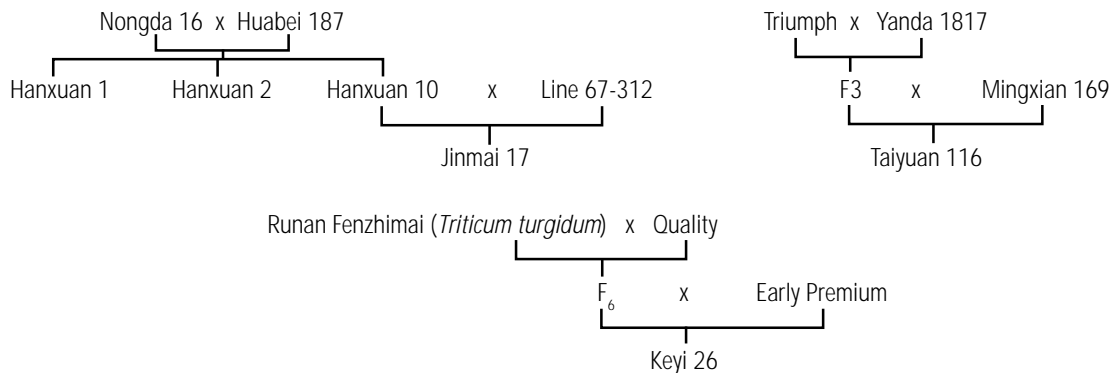 Nongda 16 x Huabei 187
Hanxuan 1 Hanxuan 2 Hanxuan 10 x Line 67-312
Jinmai 17
Triumph x Yanda 1817
F3 x Mingxian 169
Taiyuan 116
Runan Fenzhimai (Triticum turgidum) x Quality
F6 x Early Premium
Keyi 26